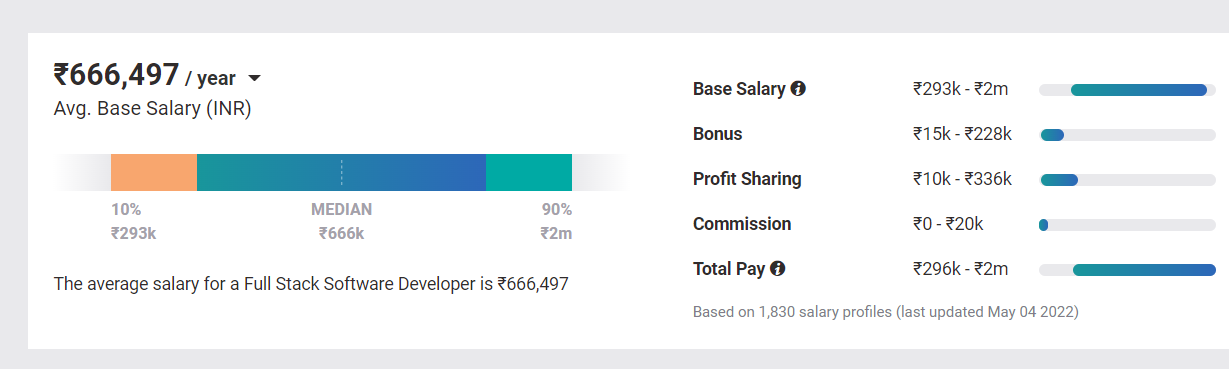 ₹666,497 / year
Avg. Base Salary (INR)
10% MEDIAN 90%
₹293k ₹666k ₹2m
The average salary for a Full Stack Software Developer is ₹666,497
Base Salary ₹293k - ₹2m
Bonus ₹15k - ₹228k
Profit Sharing ₹10k - ₹336k
Commission ₹0 - ₹20k
Total Pay ₹296k - ₹2m
Based on 1,830 salary profiles (last updated May 04 2022)